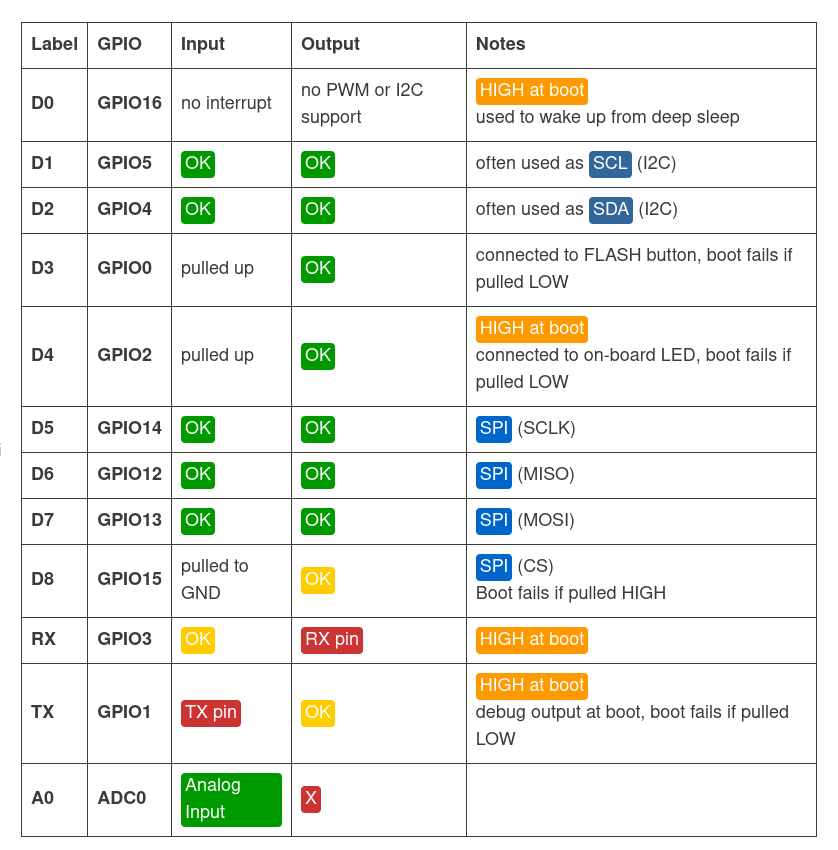 Label GPIO Input Output Notes
D0 GPIO16 no interrupt no PWM or I2C support HIGH at boot
used to wake up from deep sleep
D1 GPIO5 OK OK often used as SCL (I2C)
D2 GPIO4 OK OK often used as SDA (I2C)
D3 GPIO0 pulled up OK connected to FLASH button, boot fails if
pulled LOW
D4 GPIO2 pulled up OK HIGH at boot
connected to on-board LED, boot fails if
pulled LOW
D5 GPIO14 OK OK SPI (SCLK)
D6 GPIO12 OK OK SPI (MISO)
D7 GPIO13 OK OK SPI (MOSI)
D8 GPIO15 pulled to GND OK SPI (CS)
Boot fails if pulled HIGH
RX GPIO3 OK RX pin HIGH at boot
TX GPIO1 TX pin OK HIGH at boot
debug output at boot, boot fails if pulled
LOW
A0 ADC0 Analog Input X